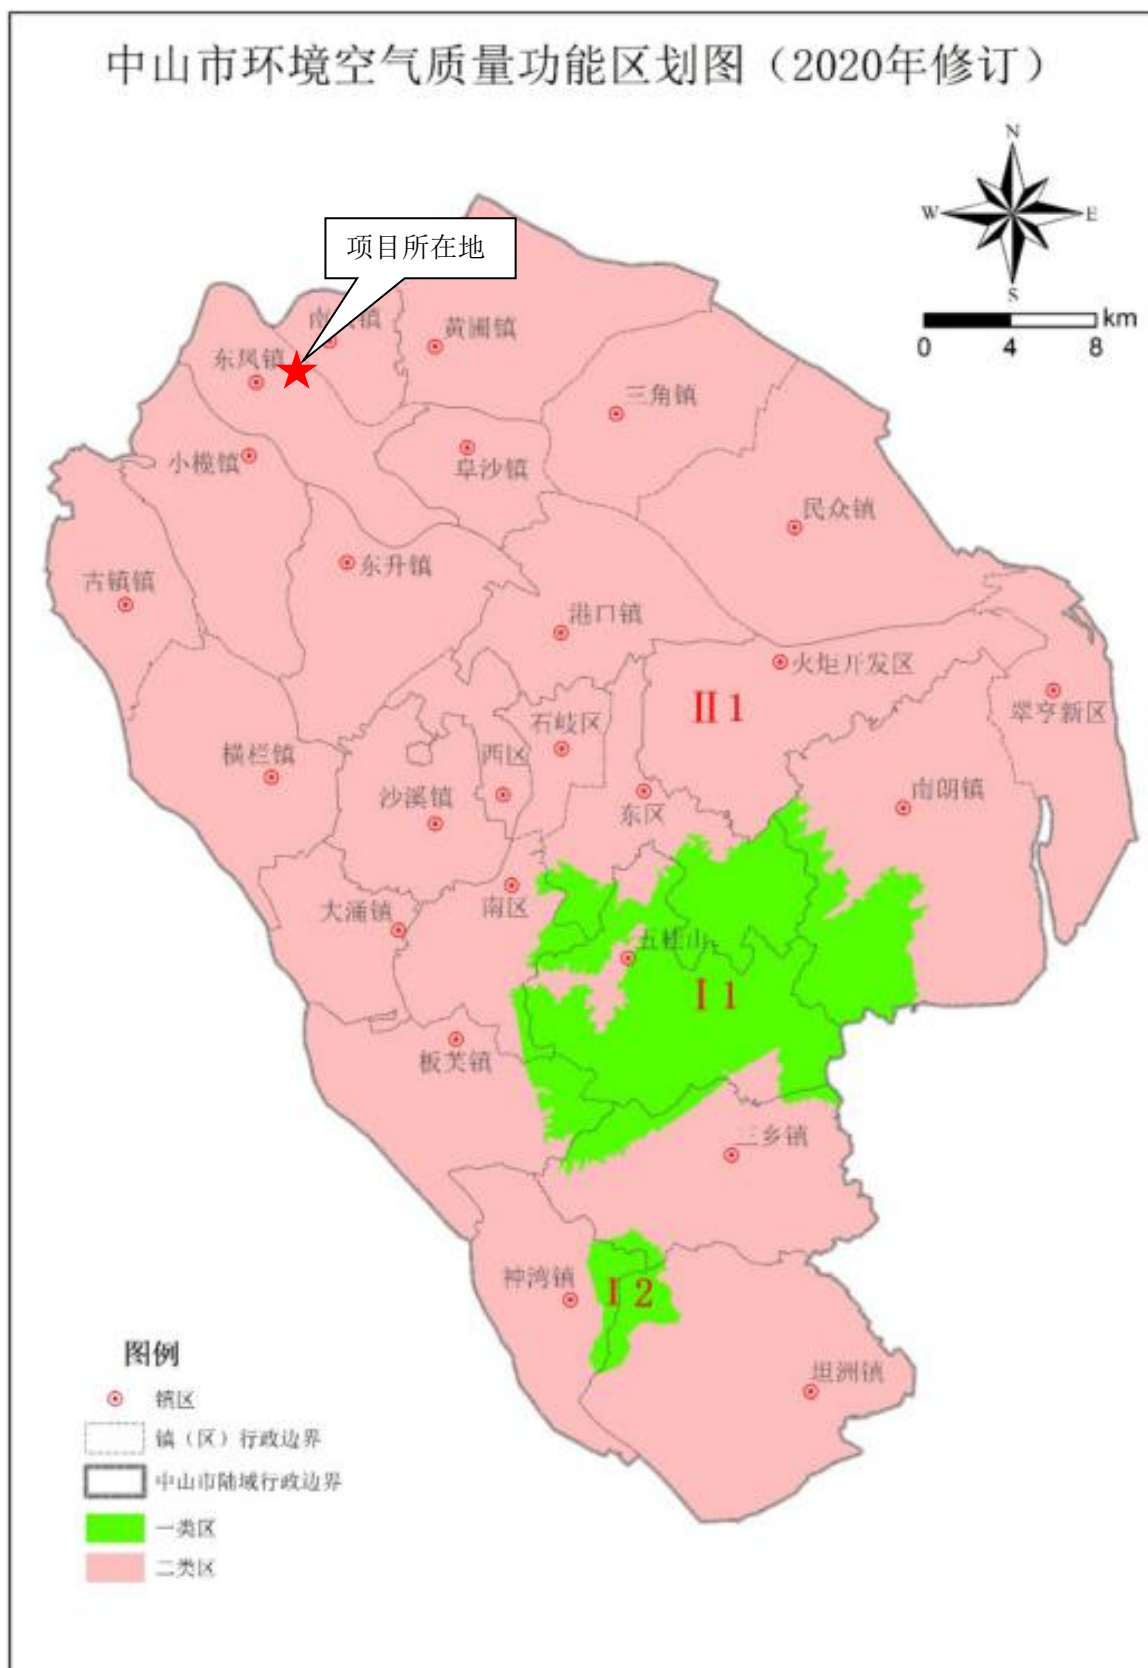 中山市环境空气质量功能区划图（2020年修订）
N
W
E
S
km
0 4 8
项目所在地
南头镇
黄圃镇
东凤镇
三角镇
小榄镇
阜沙镇
民众镇
东升镇
古镇镇
港口镇
火炬开发区
翠亨新区
II 1
石岐区
西区
横栏镇
沙溪镇
东区
南朗镇
南区
大涌镇
五桂山
I 1
板芙镇
三乡镇
神湾镇
I 2
坦洲镇
图例
镇区
镇（区）行政边界
中山市陆域行政边界
一类区
二类区